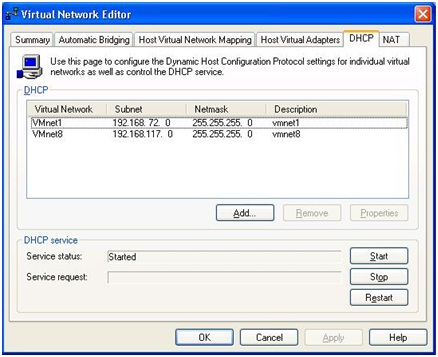 Virtual Network Editor
Summary Automatic Bridging Host Virtual Network Mapping Host Virtual Adapters DHCP NAT
Use this page to configure the Dynamic Host Configuration Protocol settings for individual virtual
networks as well as control the DHCP service.
DHCP
Virtual Network Subnet Netmask Description
VMnet1 192.168. 72. 0 255.255.255. 0 vmnet1
VMnet8 192.168.117. 0 255.255.255. 0 vmnet8
Add... Remove Properties
DHCP service
Service status: Started Start
Service request: Stop
Restart
OK Cancel Apply Help